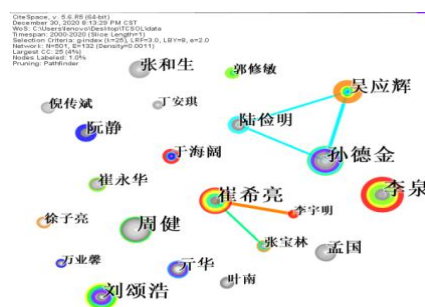 CiteSpace, v. 5.6.R5 (64-bit)
December 30, 2020 8:13:29 PM CST
WoS: C:\Users\lenovo\Desktop\TCSOL\data
Timespan: 2000-2020 (Slice Length=1)
Selection Criteria: g-index (k=25), LRF=3.0, LBY=8, e=2.0
Network: N=501, E=132 (Density=0.0011)
Largest CC: 25 (4%)
Nodes Labeled: 1.0%
Pruning: Pathfinder
张和生
郭修敏
吴应辉
倪传斌
丁安琪
陆俭明
阮静
于海阔
孙德金
崔永华
李泉
崔希亮
徐子亮
李宇明
周健
张宝林
孟国
万业馨
亓华
叶南
刘颂浩